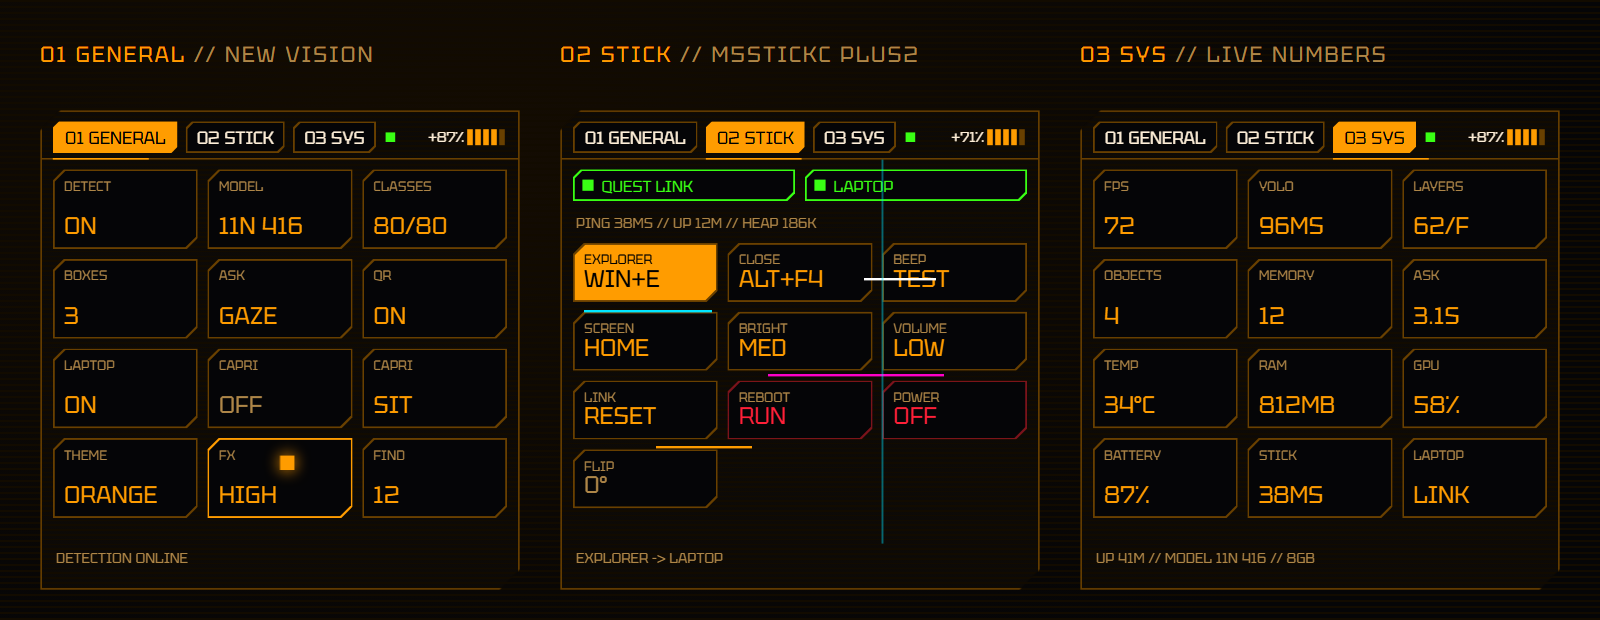 01 GENERAL // NEW VISION
01 GENERAL 02 STICK 03 SYS +87%
DETECT MODEL CLASSES
ON 11N 416 80/80
BOXES ASK QR
3 GAZE ON
LAPTOP CAPRI CAPRI
ON OFF SIT
THEME FX FIND
ORANGE HIGH 12
DETECTION ONLINE
02 STICK // M5STICKC PLUS2
01 GENERAL 02 STICK 03 SYS +71%
QUEST LINK LAPTOP
PING 38MS // UP 12M // HEAP 186K
EXPLORER CLOSE BEEP
WIN+E ALT+F4 TEST
SCREEN BRIGHT VOLUME
HOME MED LOW
LINK REBOOT POWER
RESET RUN OFF
FLIP
0°
EXPLORER -> LAPTOP
03 SYS // LIVE NUMBERS
01 GENERAL 02 STICK 03 SYS +87%
FPS YOLO LAYERS
72 96MS 62/F
OBJECTS MEMORY ASK
4 12 3.1S
TEMP RAM GPU
34°C 812MB 58%
BATTERY STICK LAPTOP
87% 38MS LINK
UP 41M // MODEL 11N 416 // 8GB